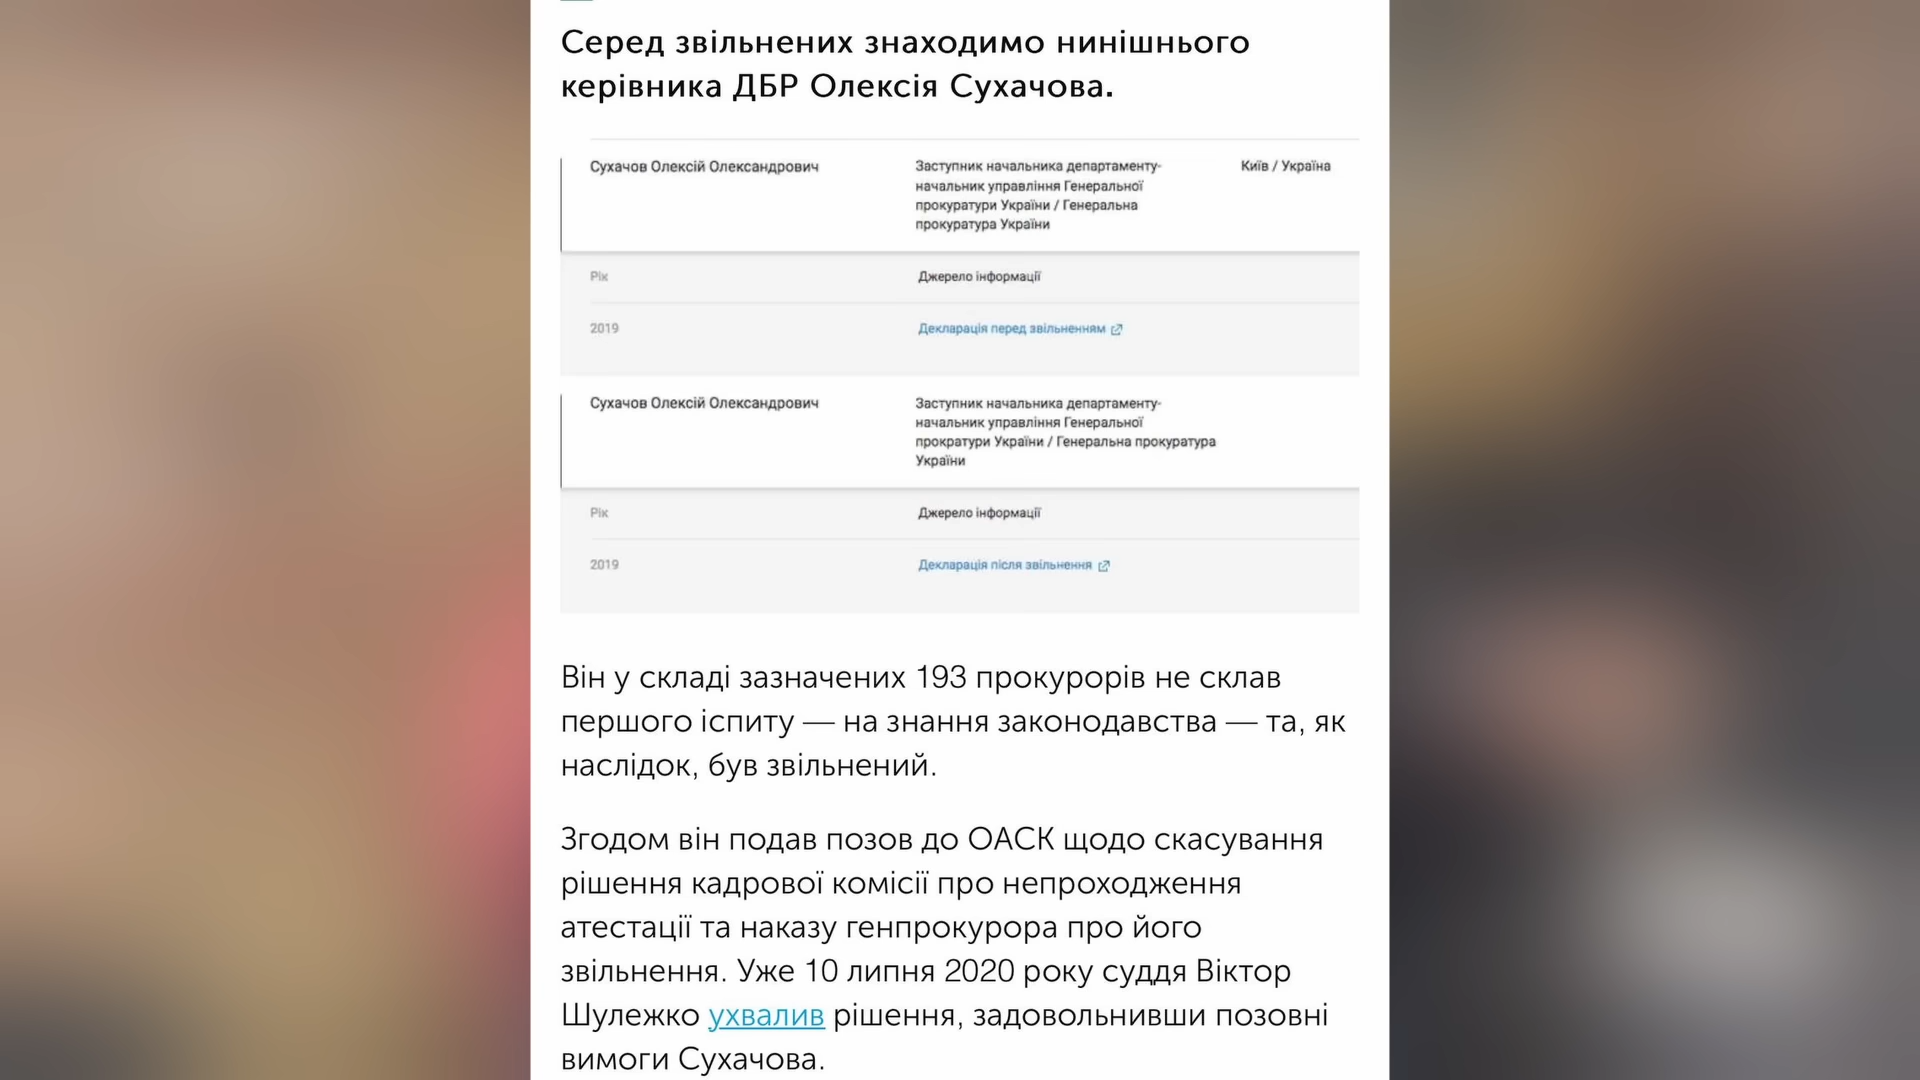 Серед звільнених знаходимо нинішнього
керівника ДБР Олексія Сухачова.
Сухачов Олексій Олександрович
Заступник начальника департаменту-
начальник управління Генеральної
прокуратури України / Генеральна
прокуратура України
Київ / Україна
Рік
Джерело інформації
2019
Декларація перед звільненням
Сухачов Олексій Олександрович
Заступник начальника департаменту-
начальник управління Генеральної
прократури України / Генеральна прокуратура
України
Рік
Джерело інформації
2019
Декларація після звільнення
Він у складі зазначених 193 прокурорів не склав
першого іспиту — на знання законодавства — та, як
наслідок, був звільнений.
Згодом він подав позов до ОАСК щодо скасування
рішення кадрової комісії про непроходження
атестації та наказу генпрокурора про його
звільнення. Уже 10 липня 2020 року суддя Віктор
Шулежко ухвалив рішення, задовольнивши позовні
вимоги Сухачова.